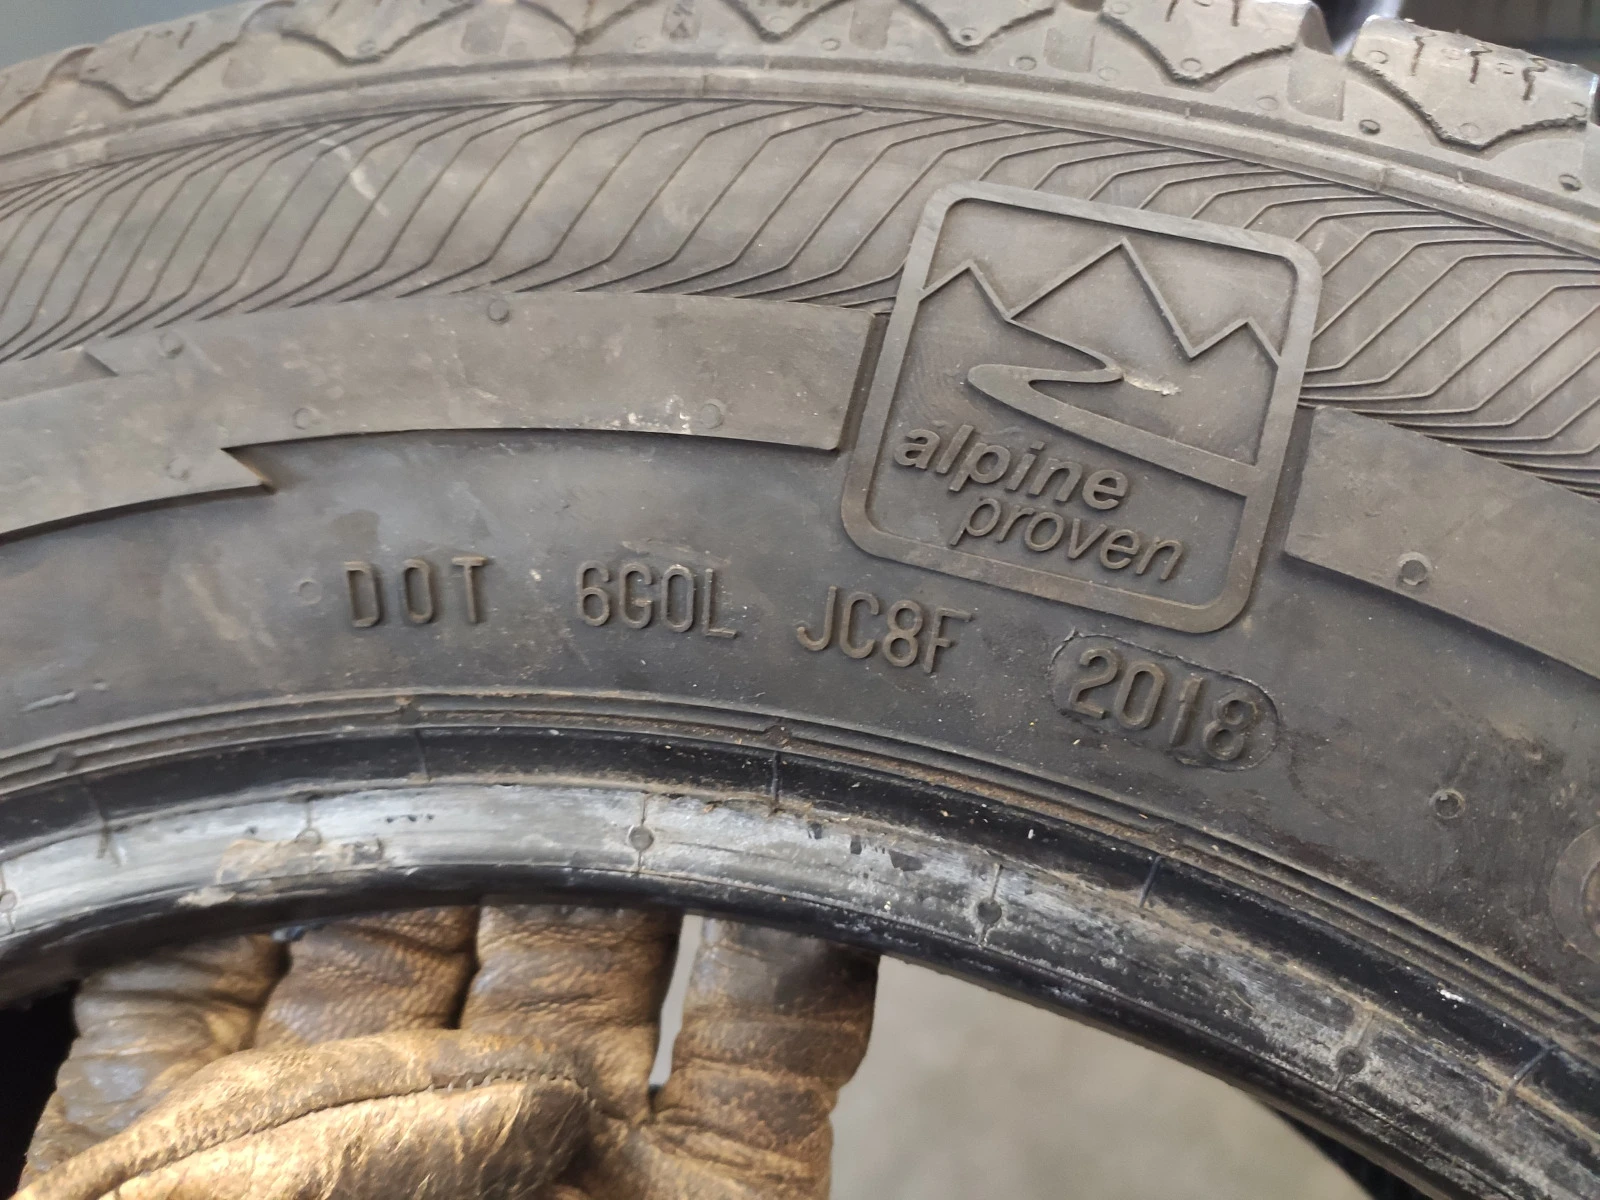 alpine
proven
DOT 6G0L JC8F 2018